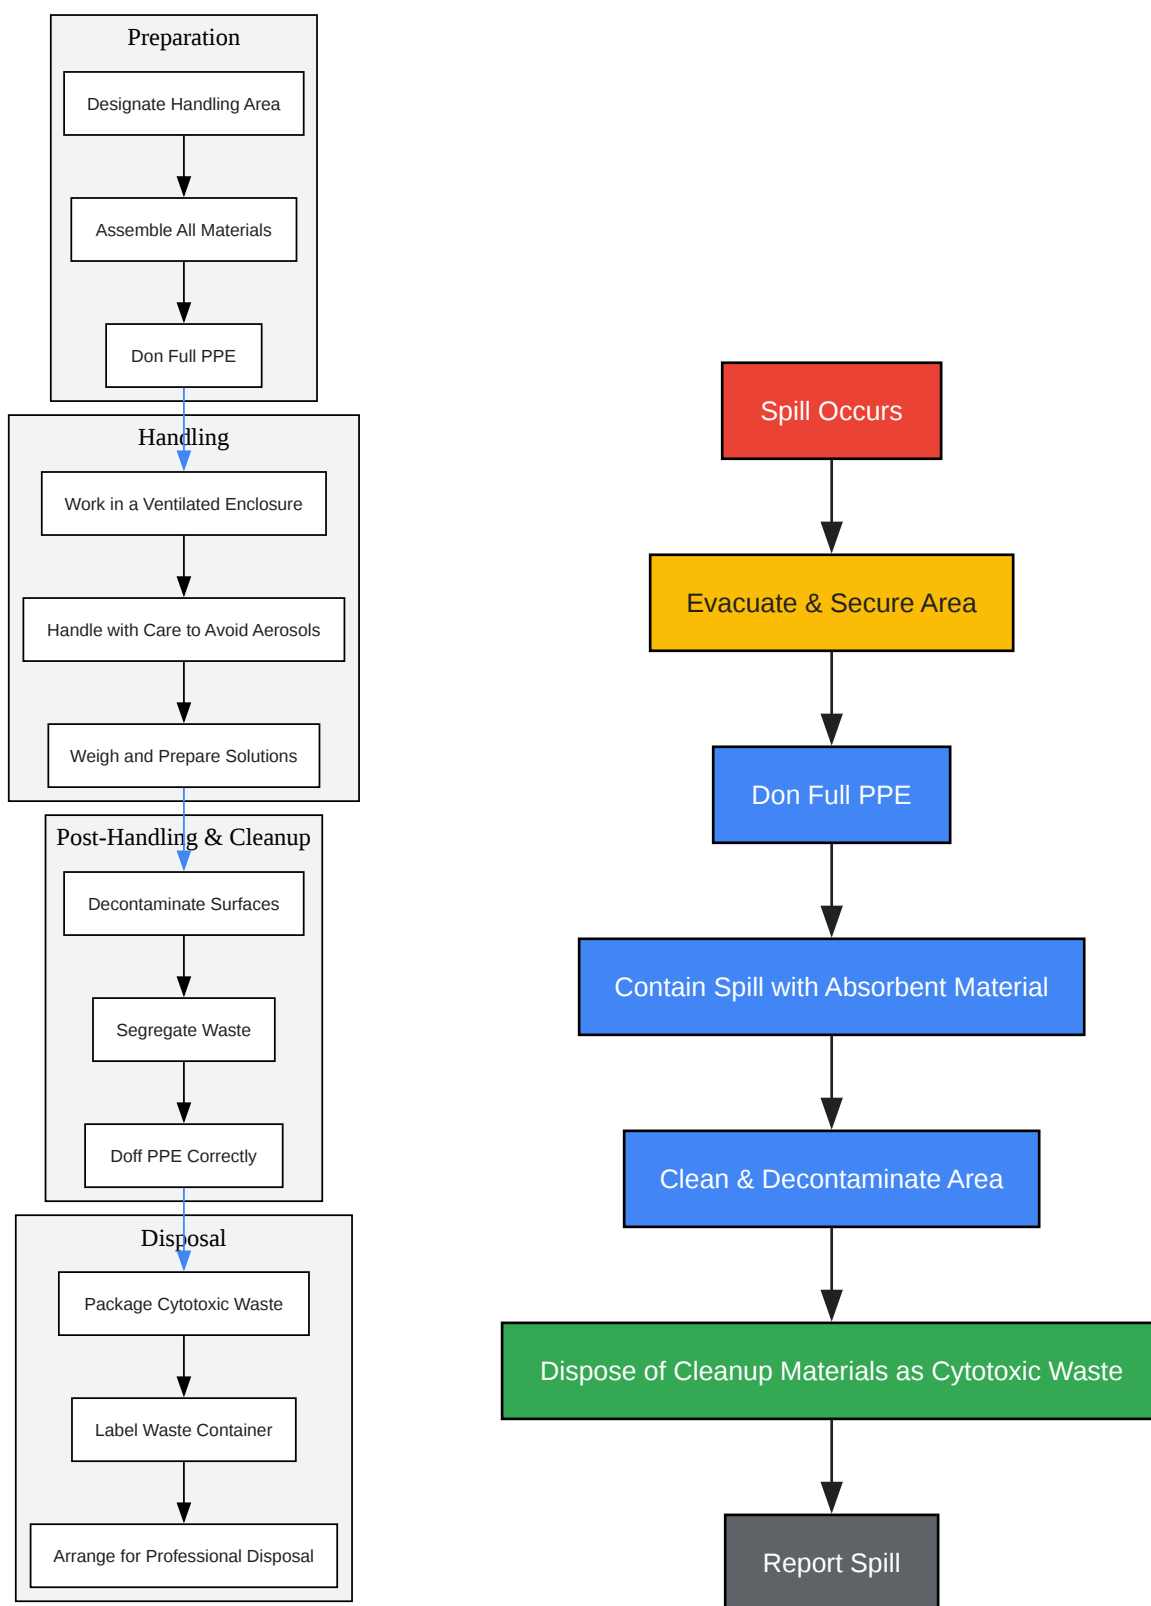 Preparation
Designate Handling Area
Assemble All Materials
Don Full PPE
Handling
Work in a Ventilated Enclosure
Handle with Care to Avoid Aerosols
Weigh and Prepare Solutions
Post-Handling & Cleanup
Decontaminate Surfaces
Segregate Waste
Doff PPE Correctly
Disposal
Package Cytotoxic Waste
Label Waste Container
Arrange for Professional Disposal
Spill Occurs
Evacuate & Secure Area
Don Full PPE
Contain Spill with Absorbent Material
Clean & Decontaminate Area
Dispose of Cleanup Materials as Cytotoxic Waste
Report Spill